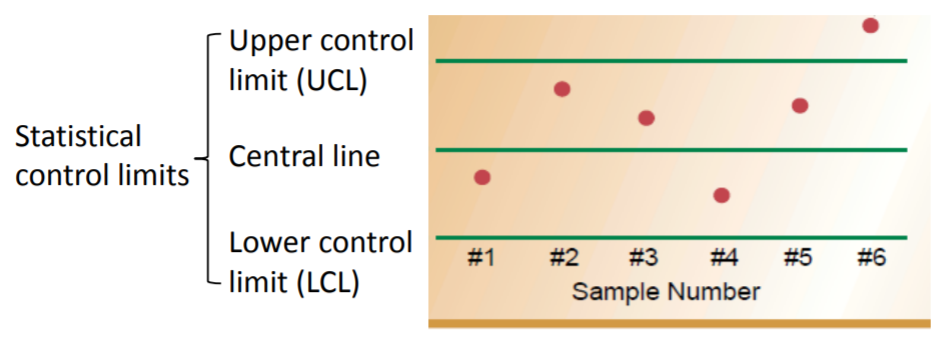 Statistical
control limits
Upper control
limit (UCL)
Central line
Lower control
limit (LCL)
#1 #2 #3 #4 #5 #6
Sample Number